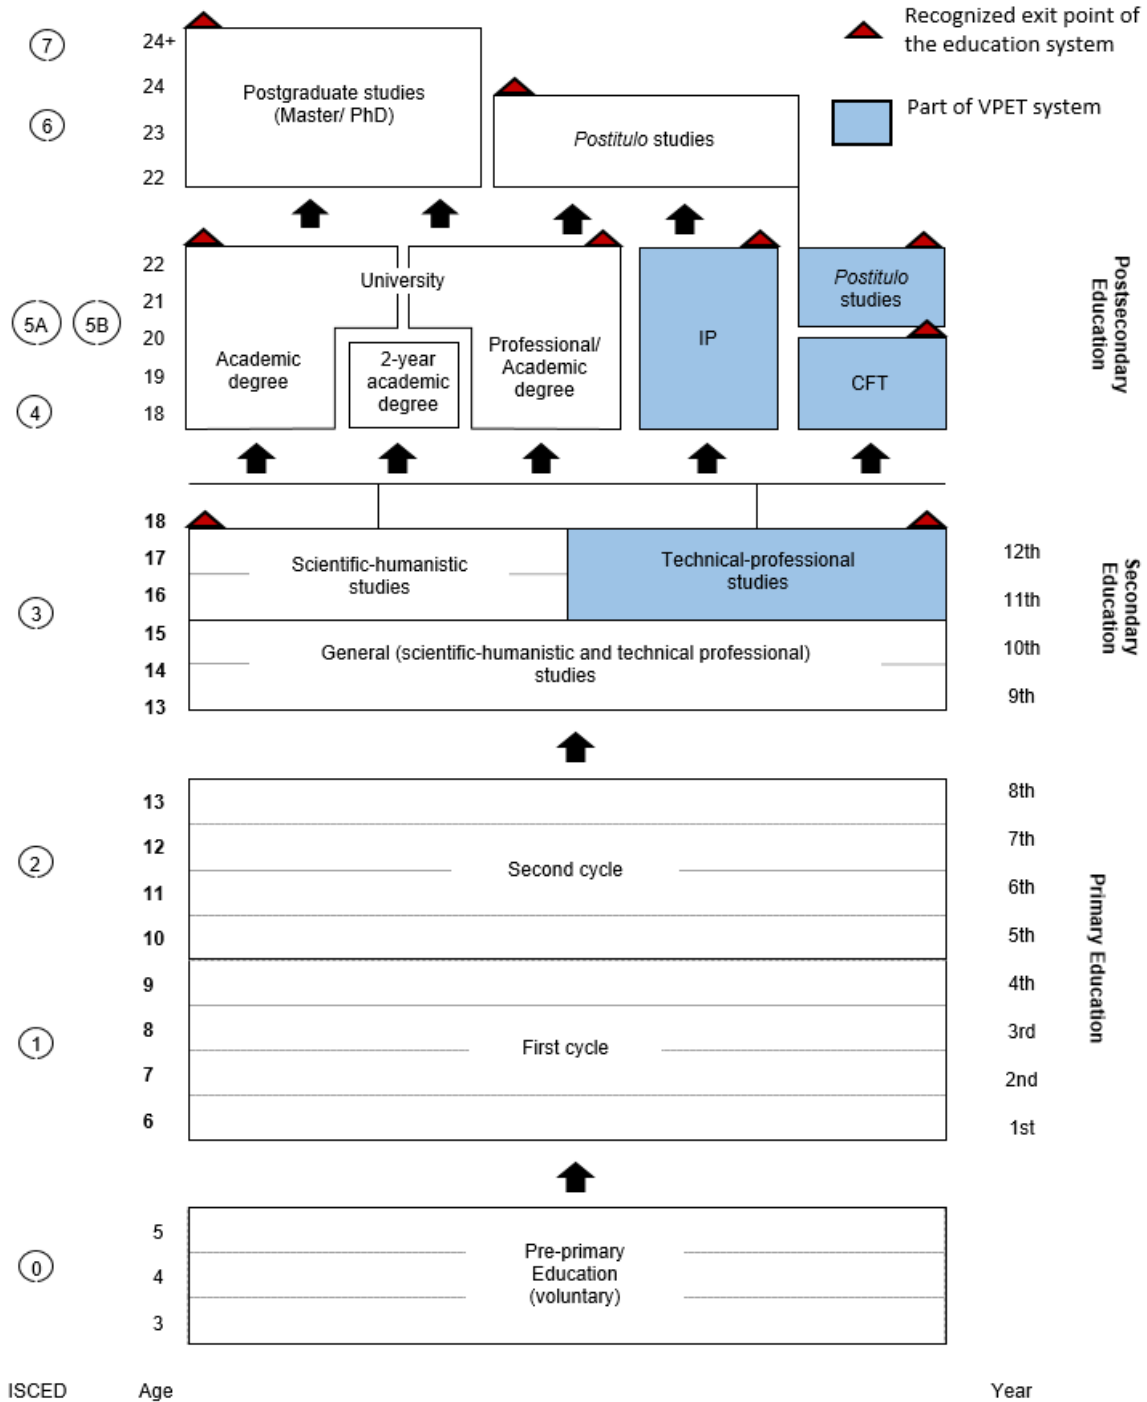 Recognized exit point of
the education system
Part of VPET system
7
24+
24
6
23
22
Postgraduate studies
(Master/ PhD)
Postitulo studies
22
21
5A
5B
20
19
4
18
University
Academic
degree
2-year
academic
degree
Professional/
Academic
degree
IP
Postitulo
studies
CFT
Postsecondary
Education
18
17
16
3
15
14
13
Scientific-humanistic
studies
Technical-professional
studies
General (scientific-humanistic and technical professional)
studies
12th
11th
10th
9th
Secondary
Education
13
2
12
11
10
Second cycle
8th
7th
6th
5th
9
8
1
7
6
First cycle
4th
3rd
2nd
1st
Primary Education
5
0
4
3
Pre-primary
Education
(voluntary)
ISCED
Age
Year